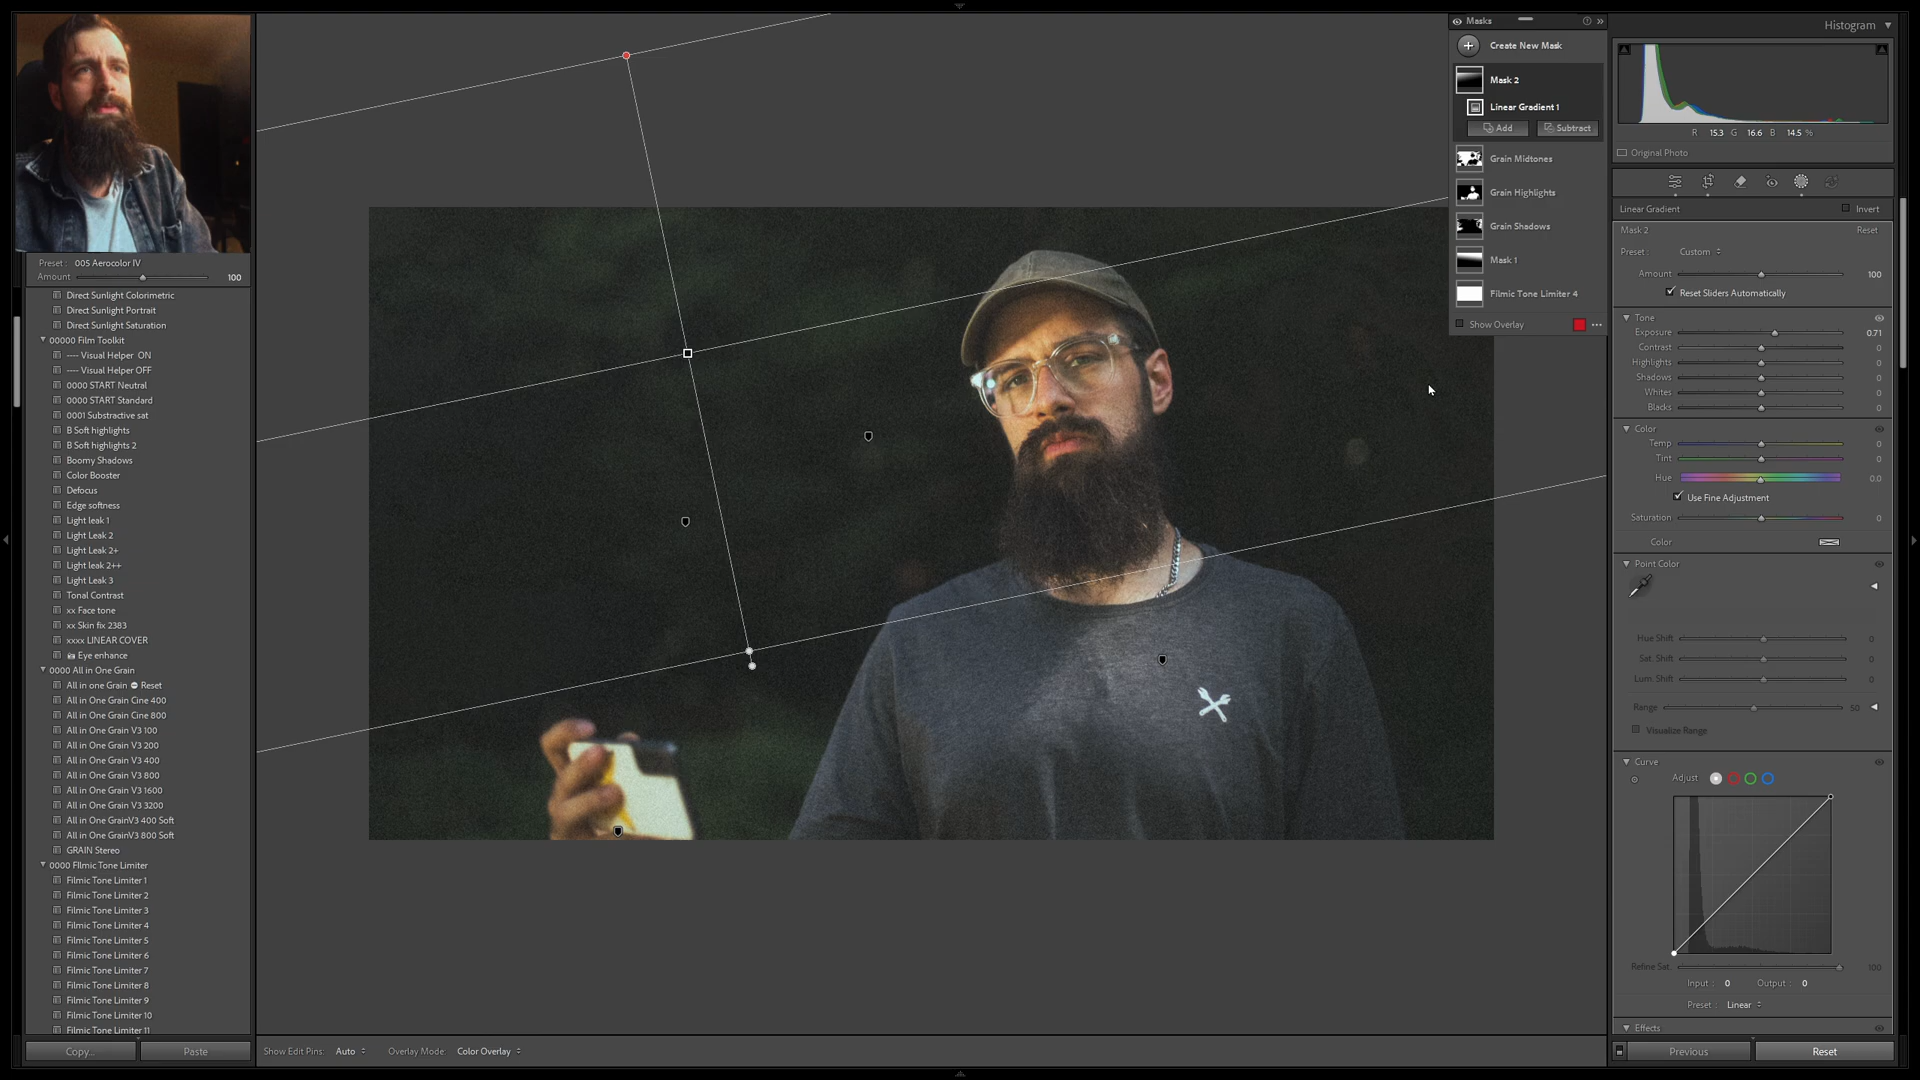 Preset: 005 Aerocolor IV
Amount 100
Direct Sunlight Colorimetric
Direct Sunlight Portrait
Direct Sunlight Saturation
00000 Film Toolkit
---- Visual Helper ON
---- Visual Helper OFF
0000 START Neutral
0000 START Standard
0001 Substractive sat
B Soft highlights
B Soft highlights 2
Boomy Shadows
Color Booster
Defocus
Edge softness
Light leak 1
Light Leak 2
Light Leak 2+
Light leak 2++
Light Leak 3
Tonal Contrast
xx Face tone
xx Skin fix 2383
xxxx LINEAR COVER
Eye enhance
0000 All in One Grain
All in one Grain Reset
All in One Grain Cine 400
All in One Grain Cine 800
All in One Grain V3 100
All in One Grain V3 200
All in One Grain V3 400
All in One Grain V3 800
All in One Grain V3 1600
All in One Grain V3 3200
All in One GrainV3 400 Soft
All in One GrainV3 800 Soft
GRAIN Stereo
0000 FIlmic Tone Limiter
Filmic Tone Limiter 1
Filmic Tone Limiter 2
Filmic Tone Limiter 3
Filmic Tone Limiter 4
Filmic Tone Limiter 5
Filmic Tone Limiter 6
Filmic Tone Limiter 7
Filmic Tone Limiter 8
Filmic Tone Limiter 9
Filmic Tone Limiter 10
Filmic Tone Limiter 11
Copy... Paste
Show Edit Pins: Auto Overlay Mode: Color Overlay
Masks
Create New Mask
Mask 2
Linear Gradient 1
Add Subtract
Grain Midtones
Grain Highlights
Grain Shadows
Mask 1
Filmic Tone Limiter 4
Show Overlay
Histogram
R 15.3 G 16.6 B 14.5 %
Original Photo
Linear Gradient Invert
Mask 2 Reset
Preset: Custom
Amount 100
Reset Sliders Automatically
Tone
Exposure 0.71
Contrast 0
Highlights 0
Shadows 0
Whites 0
Blacks 0
Color
Temp 0
Tint 0
Hue 0.0
Use Fine Adjustment
Saturation 0
Color
Point Color
Hue Shift 0
Sat. Shift 0
Lum. Shift 0
Range 50
Visualize Range
Curve
Adjust
Refine Sat. 100
Input: 0 Output: 0
Preset: Linear
Effects
Previous Reset